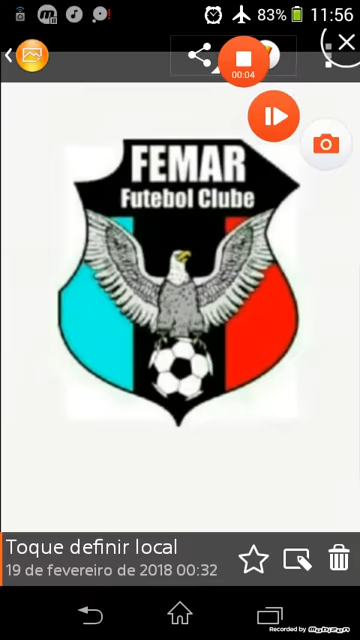 83% 11:56
00:04
FEMAR
Futebol Clube
Toque definir local
19 de fevereiro de 2018 00:32
Recorded by Mobizen